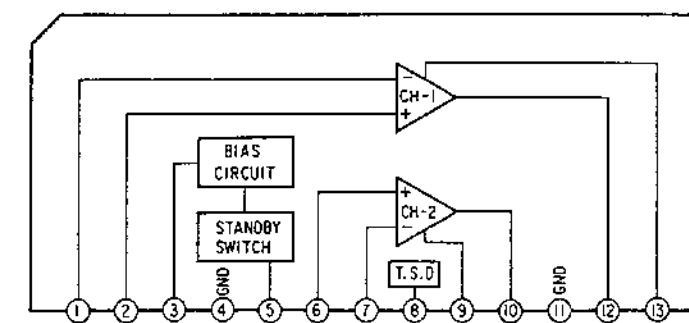 −
CH-1
+
BIAS
CIRCUIT
STANDBY
SWITCH
+
CH-2
−
T.S.D
GND
GND
1 2 3 4 5 6 7 8 9 10 11 12 13